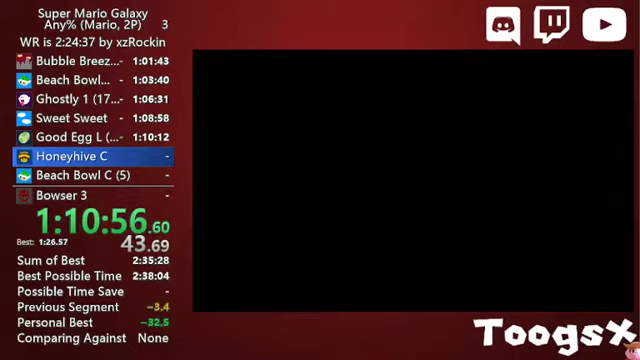 Super Mario Galaxy
Any% (Mario, 2P) 3
WR is 2:24:37 by xzRockin
Bubble Breez... - 1:01:43
Beach Bowl... - 1:03:40
Ghostly 1 (17... - 1:06:31
Sweet Sweet - 1:08:58
Good Egg L (... - 1:10:12
Honeyhive C -
Beach Bowl C (5) -
Bowser 3 -
1:10:56.60
Best: 1:26.57 43.69
Sum of Best 2:35:28
Best Possible Time 2:38:04
Possible Time Save -
Previous Segment −3.4
Personal Best −32.5
Comparing Against None
ToogsX